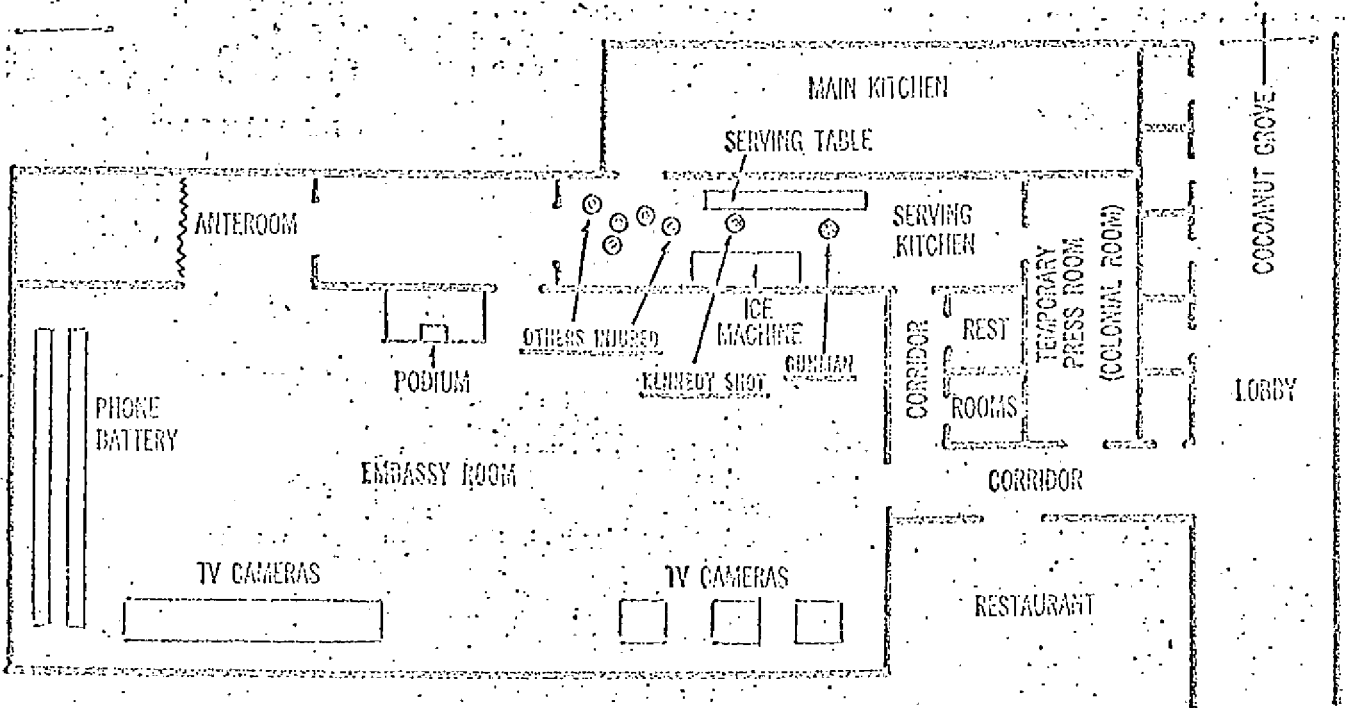 MAIN KITCHEN
SERVING TABLE
COCOANUT GROVE
ANTEROOM
SERVING
KITCHEN
TEMPORARY
PRESS ROOM
(COLONIAL ROOM)
OTHERS INJURED
ICE
MACHINE
KENNEDY SHOT
GUNMAN
CORRIDOR
REST
ROOMS
PODIUM
LOBBY
PHONE
BATTERY
EMBASSY ROOM
CORRIDOR
TV CAMERAS
TV CAMERAS
RESTAURANT